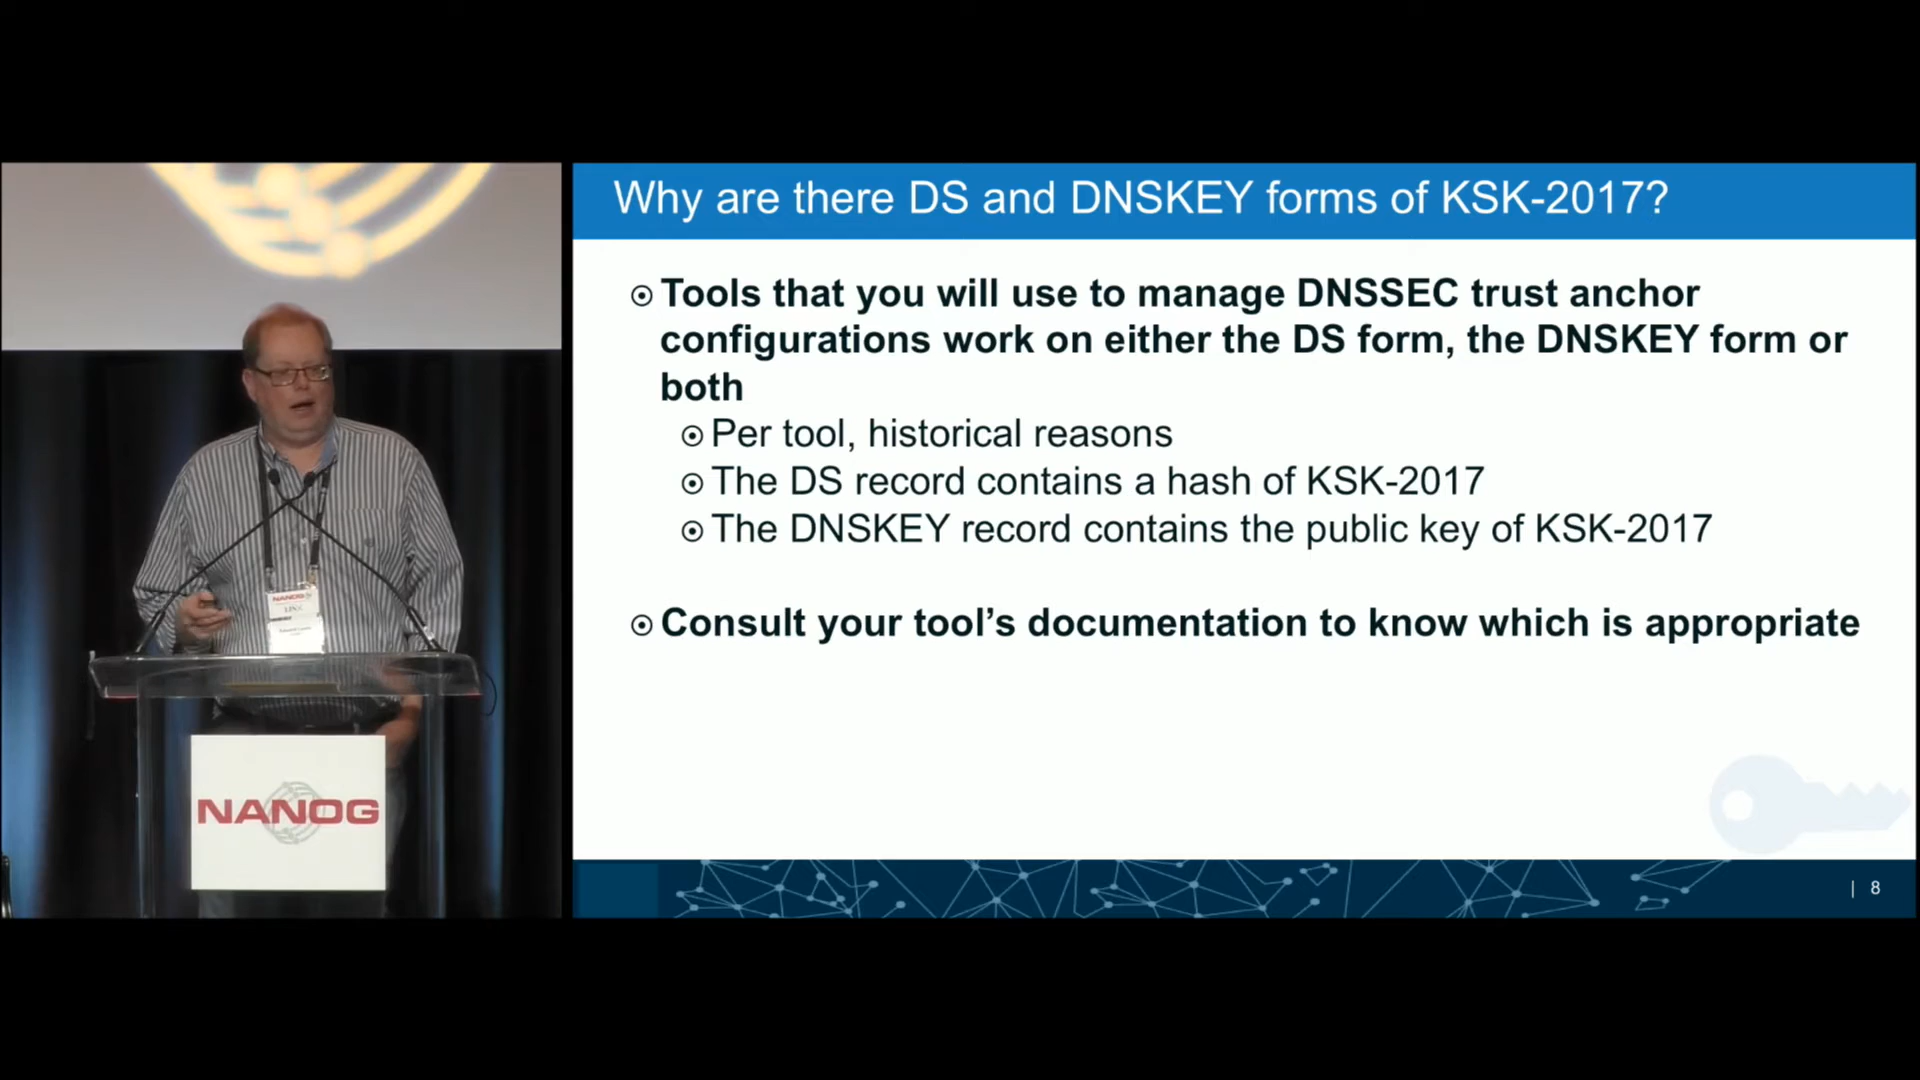 Why are there DS and DNSKEY forms of KSK-2017?
Tools that you will use to manage DNSSEC trust anchor
configurations work on either the DS form, the DNSKEY form or
both
Per tool, historical reasons
The DS record contains a hash of KSK-2017
The DNSKEY record contains the public key of KSK-2017
Consult your tool’s documentation to know which is appropriate
| 8
NANOG
NANOG